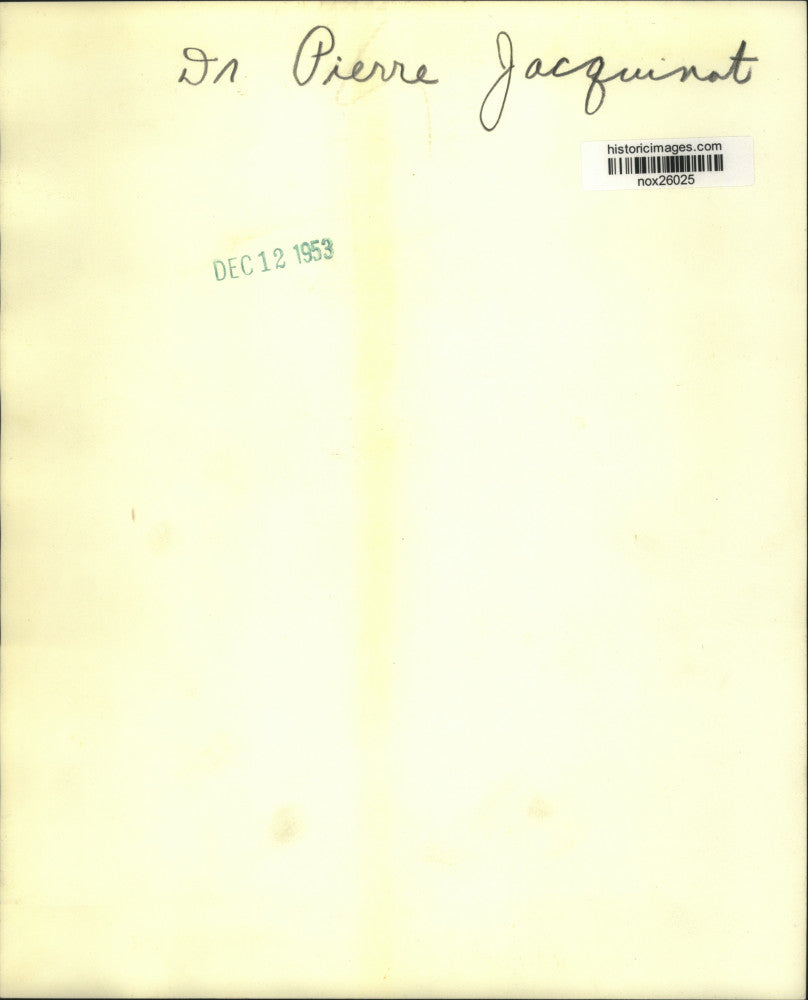 Dr Pierre Jacquinot
historicimages.com
nox26025
DEC 12 1953